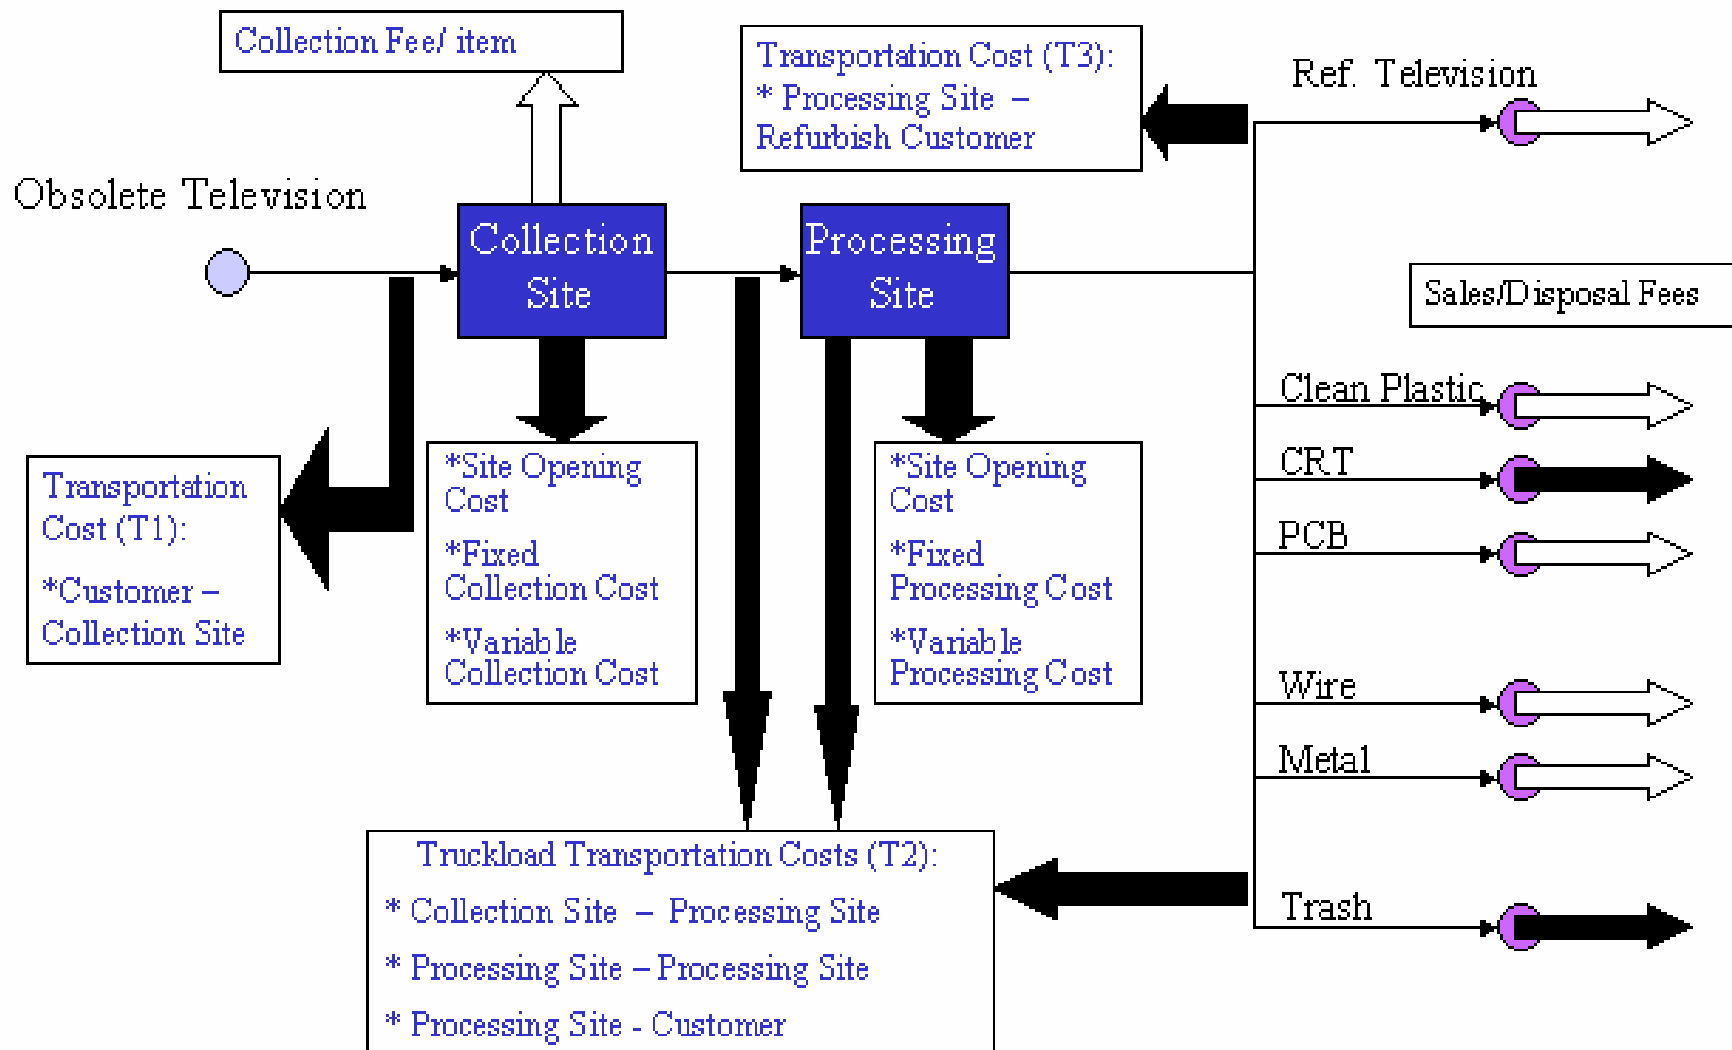 Collection Fee/ item
Transportation Cost (T3):
* Processing Site –
Refurbish Customer
Ref. Television
Obsolete Television
Collection
Site
Processing
Site
Sales/Disposal Fees
Transportation
Cost (T1):
*Customer –
Collection Site
*Site Opening
Cost
*Fixed
Collection Cost
*Variable
Collection Cost
*Site Opening
Cost
*Fixed
Processing Cost
*Variable
Processing Cost
Clean Plastic
CRT
PCB
Wire
Metal
Trash
Truckload Transportation Costs (T2):
* Collection Site – Processing Site
* Processing Site – Processing Site
* Processing Site - Customer